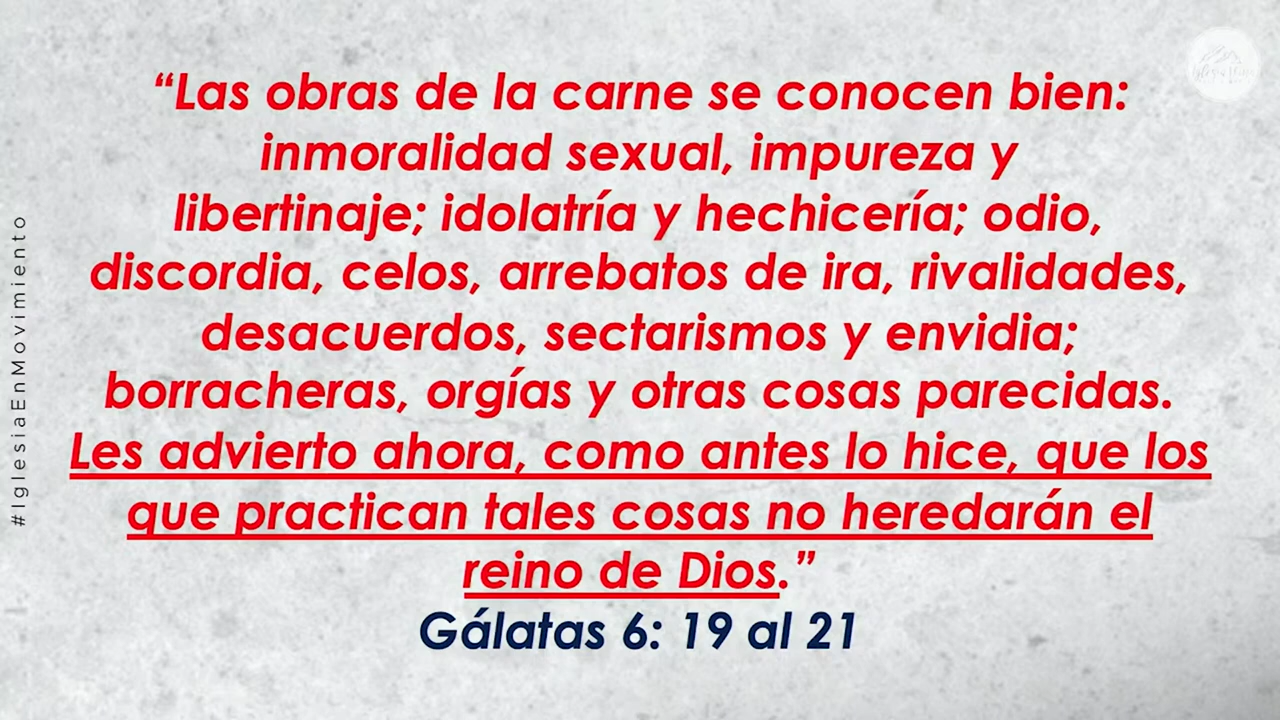 “Las obras de la carne se conocen bien:
inmoralidad sexual, impureza y
libertinaje; idolatría y hechicería; odio,
discordia, celos, arrebatos de ira, rivalidades,
desacuerdos, sectarismos y envidia;
borracheras, orgías y otras cosas parecidas.
Les advierto ahora, como antes lo hice, que los
que practican tales cosas no heredarán el
reino de Dios.”
Gálatas 6: 19 al 21
#IglesiaEnMovimiento